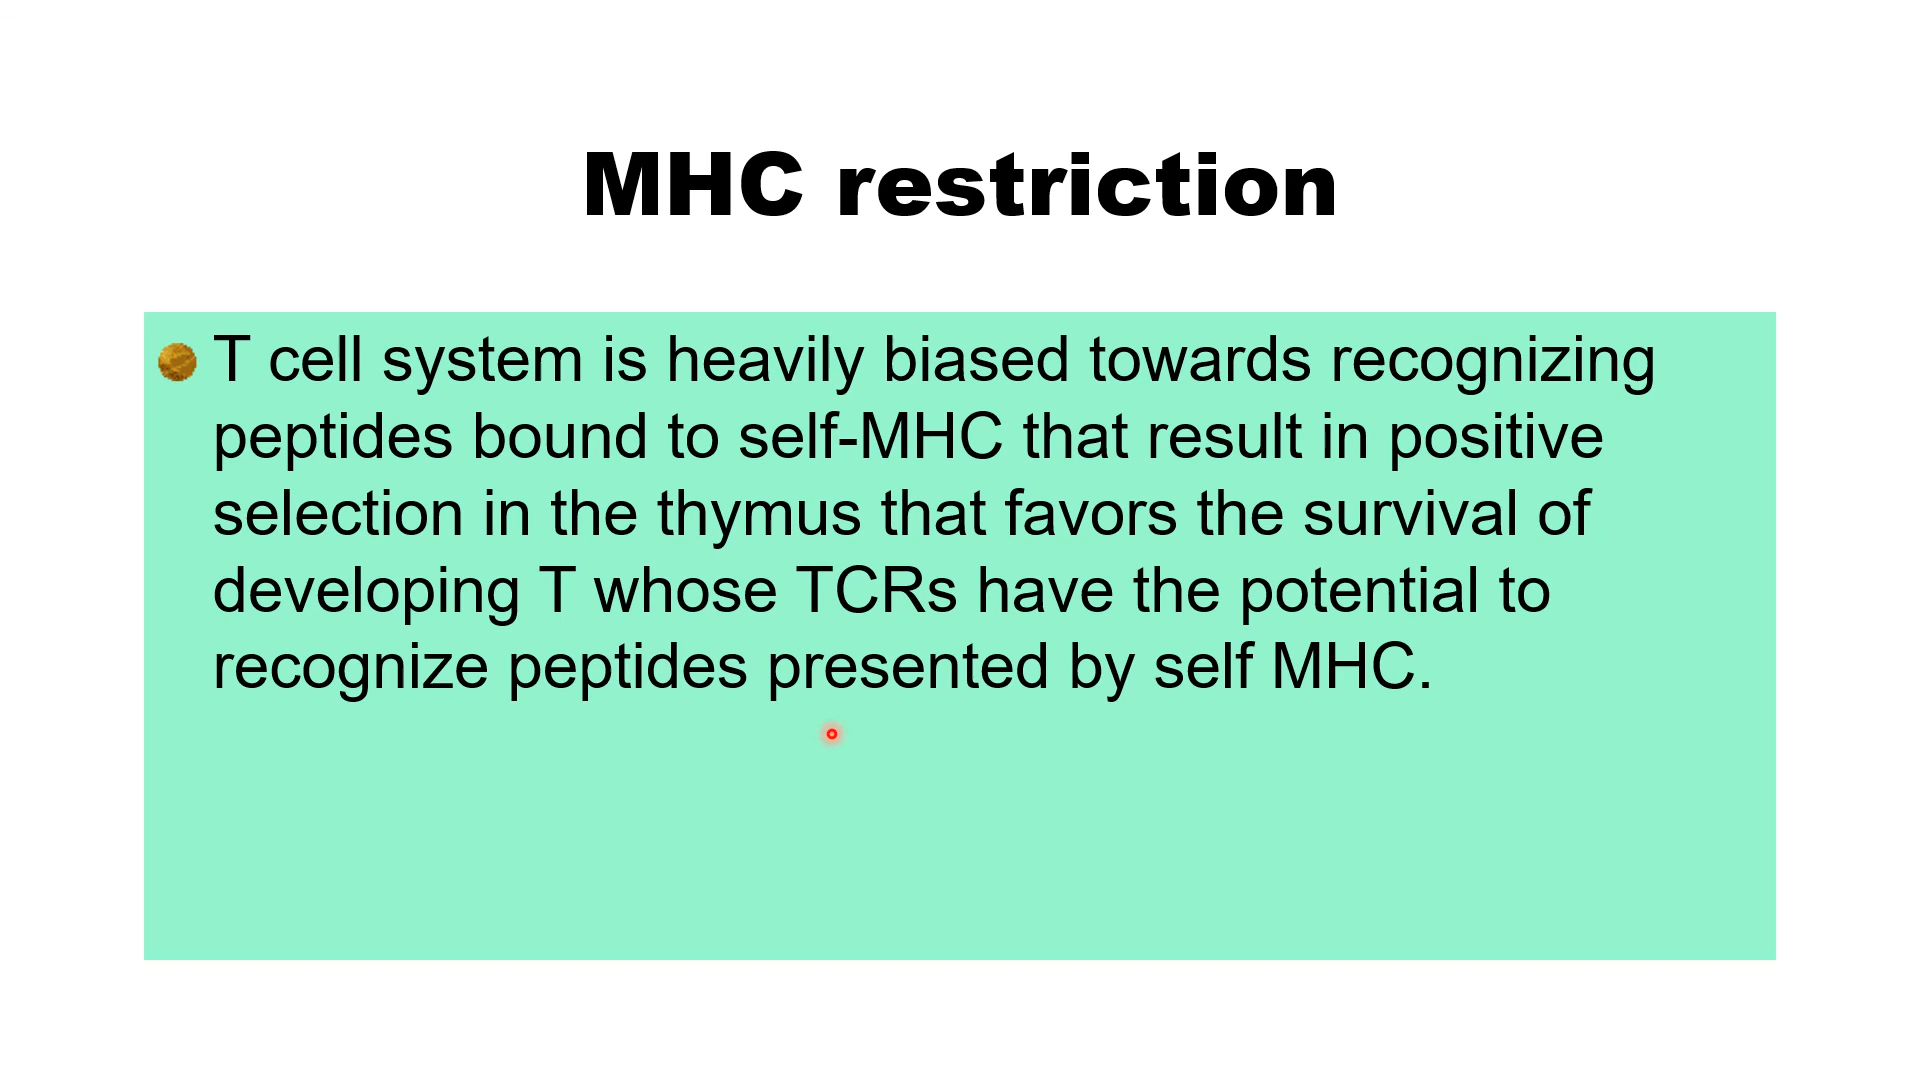 MHC restriction
T cell system is heavily biased towards recognizing
peptides bound to self-MHC that result in positive
selection in the thymus that favors the survival of
developing T whose TCRs have the potential to
recognize peptides presented by self MHC.